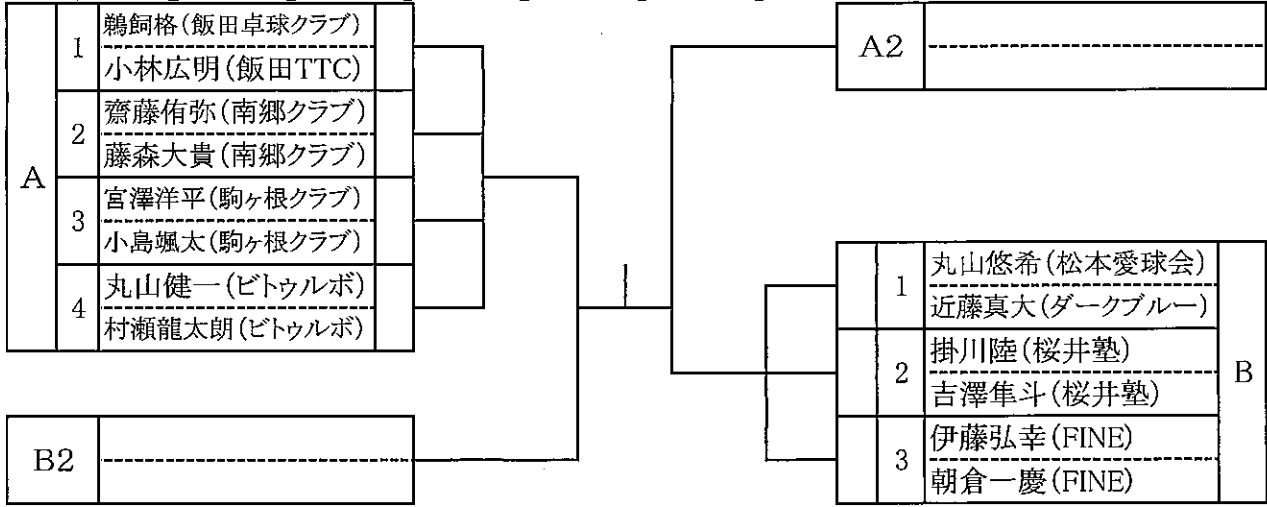 A
1
鵜飼格(飯田卓球クラブ)
小林広明(飯田TTC)
2
齋藤侑弥(南郷クラブ)
藤森大貴(南郷クラブ)
3
宮澤洋平(駒ヶ根クラブ)
小島颯太(駒ヶ根クラブ)
4
丸山健一(ビトゥルボ)
村瀬龍太朗(ビトゥルボ)
B2
A2
1
丸山悠希(松本愛球会)
近藤真大(ダークブルー)
2
掛川陸(桜井塾)
吉澤隼斗(桜井塾)
3
伊藤弘幸(FINE)
朝倉一慶(FINE)
B